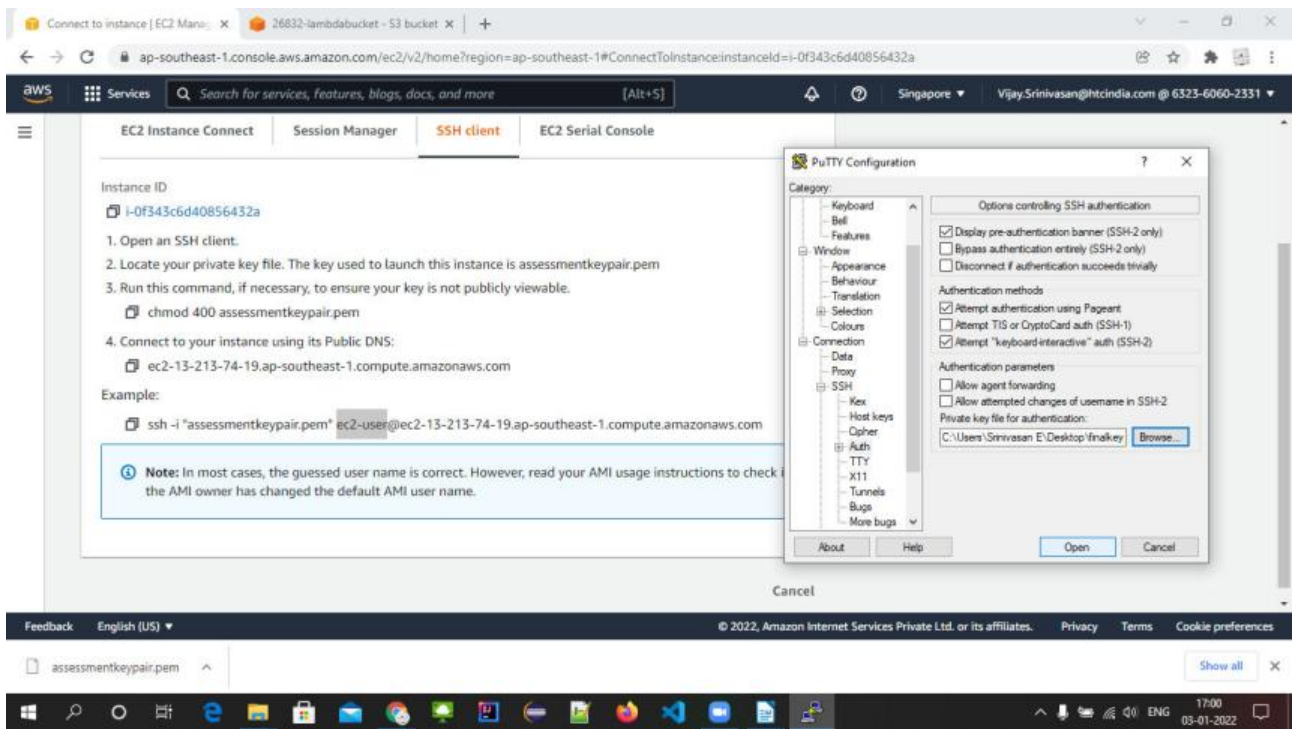 Connect to instance | EC2 Manag
26832-lambdabucket - S3 bucket
ap-southeast-1.console.aws.amazon.com/ec2/v2/home?region=ap-southeast-1#ConnectToInstance:instanceId=i-0f343c6d40856432a
aws
Services
Search for services, features, blogs, docs, and more
[Alt+S]
Singapore
Vijay.Srinivasan@htcindia.com @ 6323-6060-2331
EC2 Instance Connect
Session Manager
SSH client
EC2 Serial Console
Instance ID
i-0f343c6d40856432a
1. Open an SSH client.
2. Locate your private key file. The key used to launch this instance is assessmentkeypair.pem
3. Run this command, if necessary, to ensure your key is not publicly viewable.
chmod 400 assessmentkeypair.pem
4. Connect to your instance using its Public DNS:
ec2-13-213-74-19.ap-southeast-1.compute.amazonaws.com
Example:
ssh -i "assessmentkeypair.pem" ec2-user@ec2-13-213-74-19.ap-southeast-1.compute.amazonaws.com
Note: In most cases, the guessed user name is correct. However, read your AMI usage instructions to check i
the AMI owner has changed the default AMI user name.
Cancel
PuTTY Configuration
?
Category:
Keyboard
Bell
Features
Window
Appearance
Behaviour
Translation
Selection
Colours
Connection
Data
Proxy
SSH
Kex
Host keys
Cipher
Auth
TTY
X11
Tunnels
Bugs
More bugs
Options controlling SSH authentication
Display pre-authentication banner (SSH-2 only)
Bypass authentication entirely (SSH-2 only)
Disconnect if authentication succeeds trivially
Authentication methods
Attempt authentication using Pageant
Attempt TIS or CryptoCard auth (SSH-1)
Attempt "keyboard-interactive" auth (SSH-2)
Authentication parameters
Allow agent forwarding
Allow attempted changes of username in SSH-2
Private key file for authentication:
C:\Users\Srinivasan E\Desktop\finalkey
Browse...
About
Help
Open
Cancel
Feedback
English (US)
© 2022, Amazon Internet Services Private Ltd. or its affiliates.
Privacy
Terms
Cookie preferences
assessmentkeypair.pem
Show all
ENG
17:00
03-01-2022